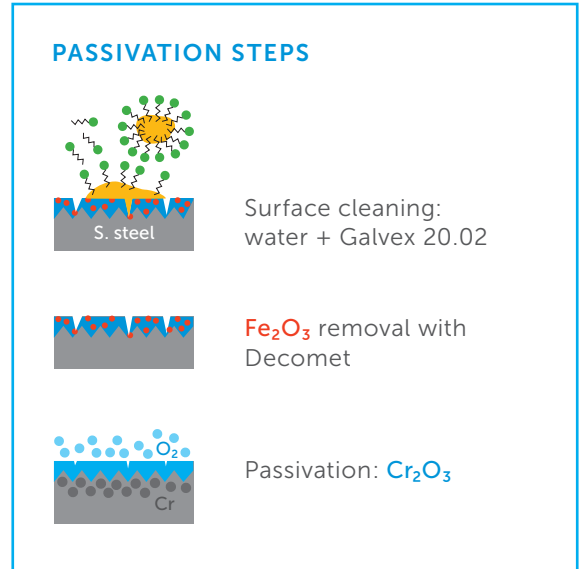 PASSIVATION STEPS
S. steel
Surface cleaning:
water + Galvex 20.02
Fe₂O₃ removal with
Decomet
O₂
Cr
Passivation: Cr₂O₃